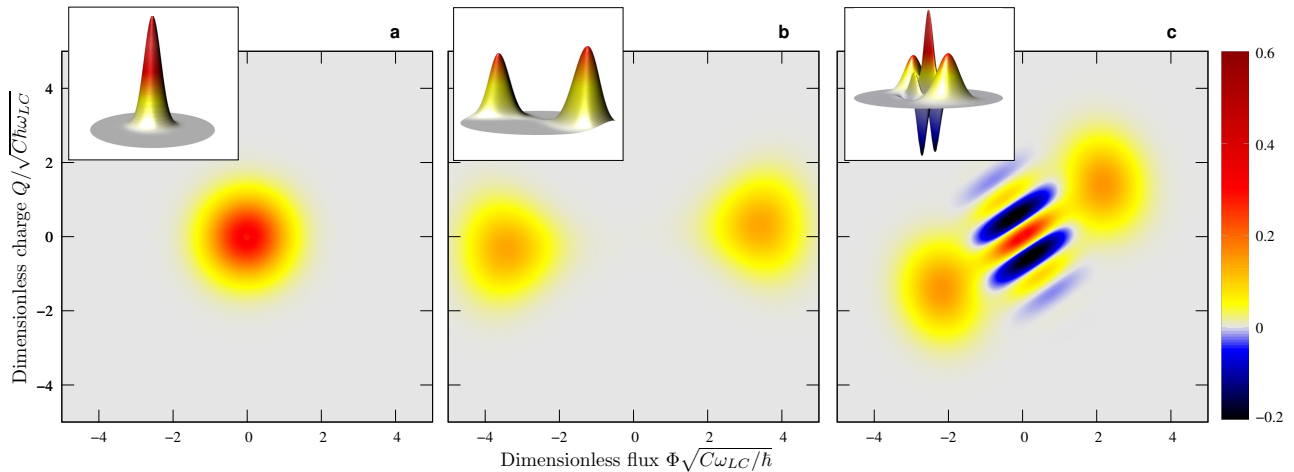 a
b
c
Dimensionless charge Q/√Cℏω_LC
4
2
0
−2
−4
−4 −2 0 2 4
−4 −2 0 2 4
−4 −2 0 2 4
Dimensionless flux Φ√Cω_LC/ℏ
0.6
0.4
0.2
0
−0.2